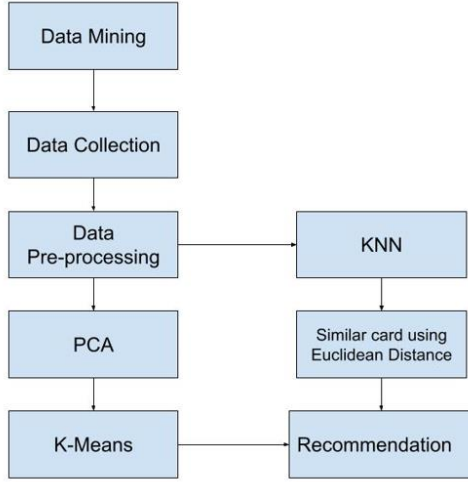 Data Mining
Data Collection
Data
Pre-processing
KNN
PCA
Similar card using
Euclidean Distance
K-Means
Recommendation